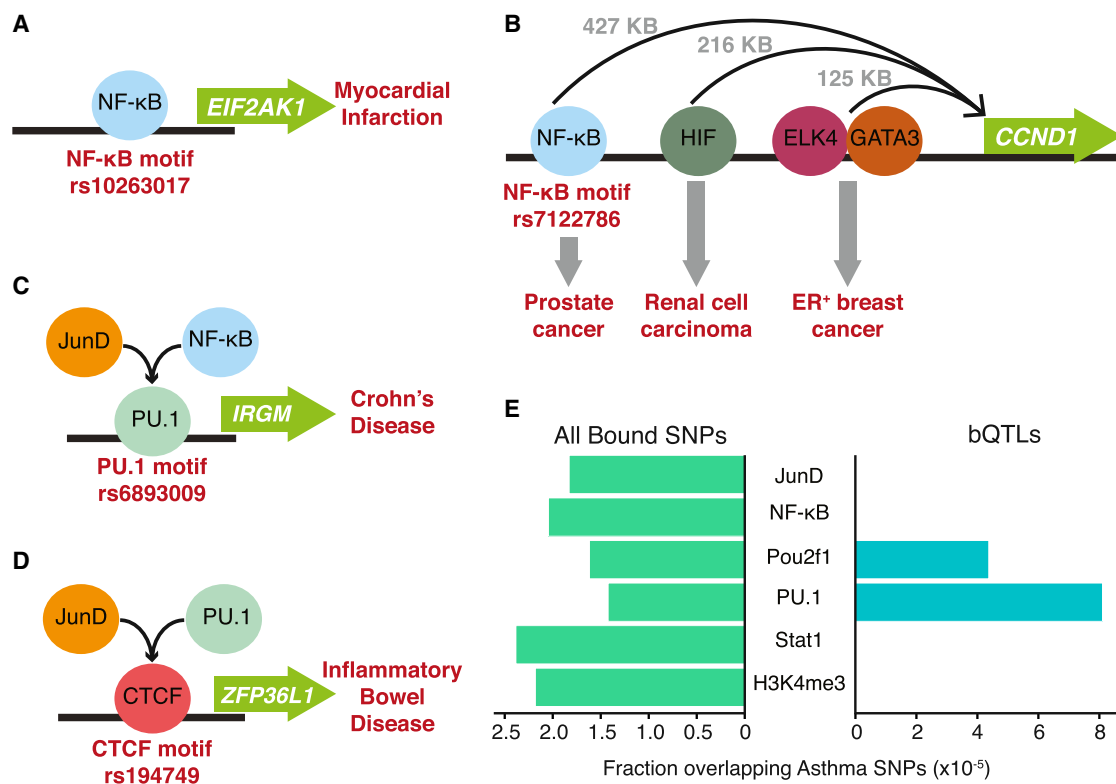 A
NF-κB
EIF2AK1
Myocardial
Infarction
NF-κB motif
rs10263017
B
427 KB
216 KB
125 KB
NF-κB
HIF
ELK4
GATA3
CCND1
NF-κB motif
rs7122786
Prostate
cancer
Renal cell
carcinoma
ER⁺ breast
cancer
C
JunD
NF-κB
PU.1
IRGM
Crohn’s
Disease
PU.1 motif
rs6893009
D
JunD
PU.1
CTCF
ZFP36L1
Inflammatory
Bowel
Disease
CTCF motif
rs194749
E
All Bound SNPs
bQTLs
JunD
NF-κB
Pou2f1
PU.1
Stat1
H3K4me3
2.5 2.0 1.5 1.0 0.5 0
0 2 4 6 8
Fraction overlapping Asthma SNPs (x10⁻⁵)